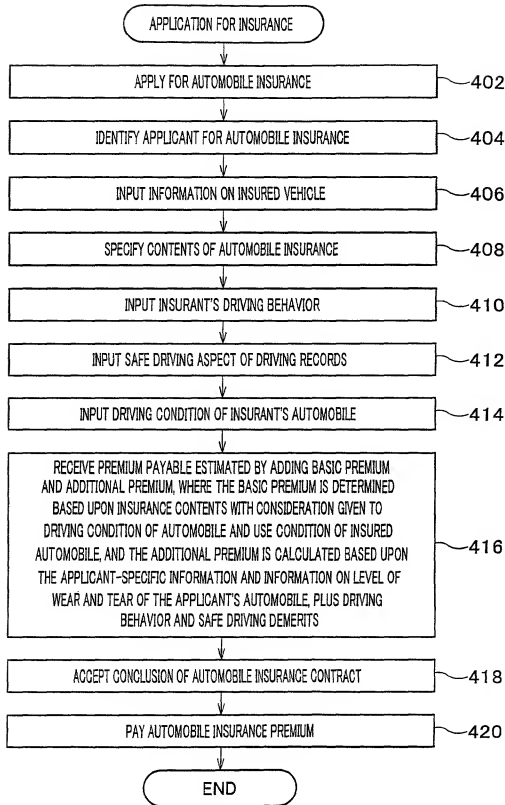 APPLICATION FOR INSURANCE
APPLY FOR AUTOMOBILE INSURANCE
402
IDENTIFY APPLICANT FOR AUTOMOBILE INSURANCE
404
INPUT INFORMATION ON INSURED VEHICLE
406
SPECIFY CONTENTS OF AUTOMOBILE INSURANCE
408
INPUT INSURANT'S DRIVING BEHAVIOR
410
INPUT SAFE DRIVING ASPECT OF DRIVING RECORDS
412
INPUT DRIVING CONDITION OF INSURANT'S AUTOMOBILE
414
RECEIVE PREMIUM PAYABLE ESTIMATED BY ADDING BASIC PREMIUM
AND ADDITIONAL PREMIUM, WHERE THE BASIC PREMIUM IS DETERMINED
BASED UPON INSURANCE CONTENTS WITH CONSIDERATION GIVEN TO
DRIVING CONDITION OF AUTOMOBILE AND USE CONDITION OF INSURED
AUTOMOBILE, AND THE ADDITIONAL PREMIUM IS CALCULATED BASED UPON
THE APPLICANT-SPECIFIC INFORMATION AND INFORMATION ON LEVEL OF
WEAR AND TEAR OF THE APPLICANT'S AUTOMOBILE, PLUS DRIVING
BEHAVIOR AND SAFE DRIVING DEMERITS
416
ACCEPT CONCLUSION OF AUTOMOBILE INSURANCE CONTRACT
418
PAY AUTOMOBILE INSURANCE PREMIUM
420
END